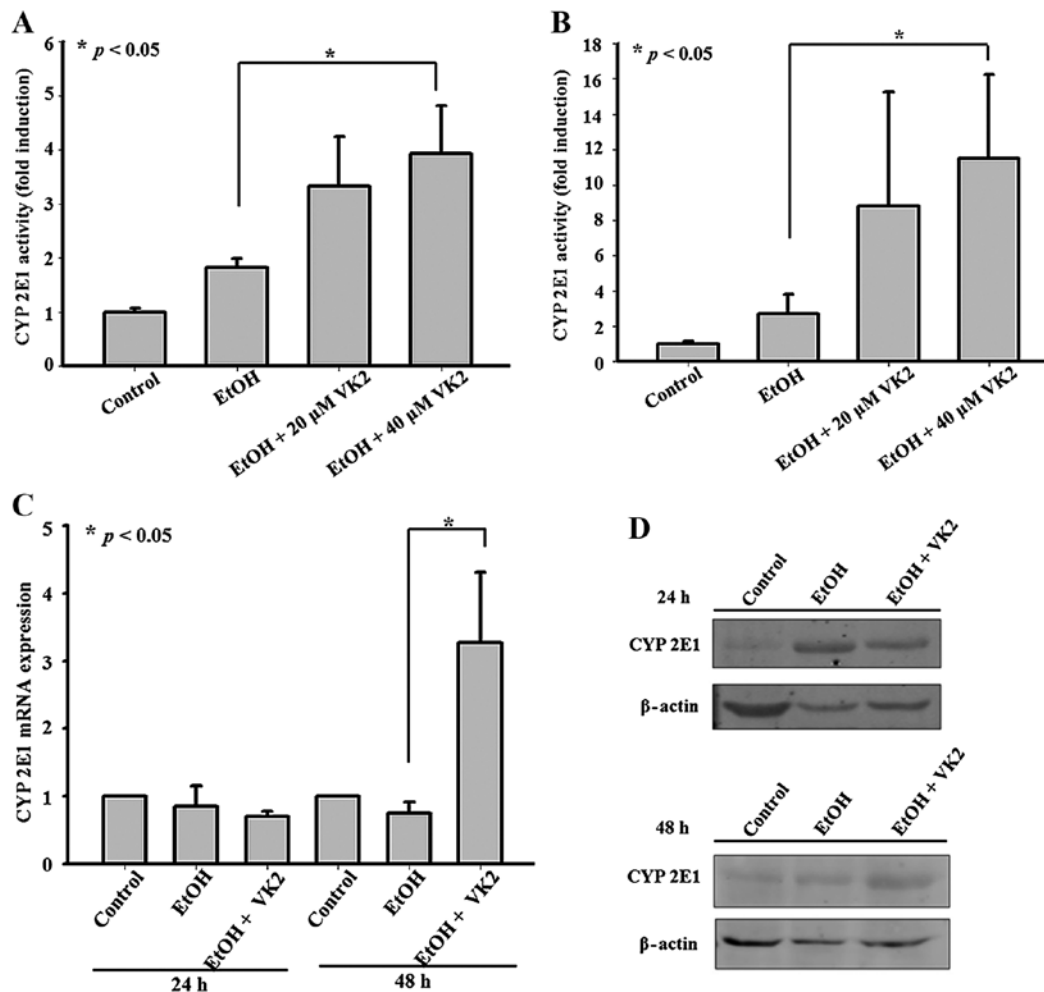 A
* p < 0.05
*
CYP 2E1 activity (fold induction)
6
5
4
3
2
1
0
Control
EtOH
EtOH + 20 μM VK2
EtOH + 40 μM VK2
B
* p < 0.05
*
CYP 2E1 activity (fold induction)
18
16
14
12
10
8
6
4
2
0
Control
EtOH
EtOH + 20 μM VK2
EtOH + 40 μM VK2
C
* p < 0.05
*
CYP 2E1 mRNA expression
5
4
3
2
1
0
Control
EtOH
EtOH + VK2
Control
EtOH
EtOH + VK2
24 h
48 h
D
24 h
Control
EtOH
EtOH + VK2
CYP 2E1
β-actin
48 h
Control
EtOH
EtOH + VK2
CYP 2E1
β-actin